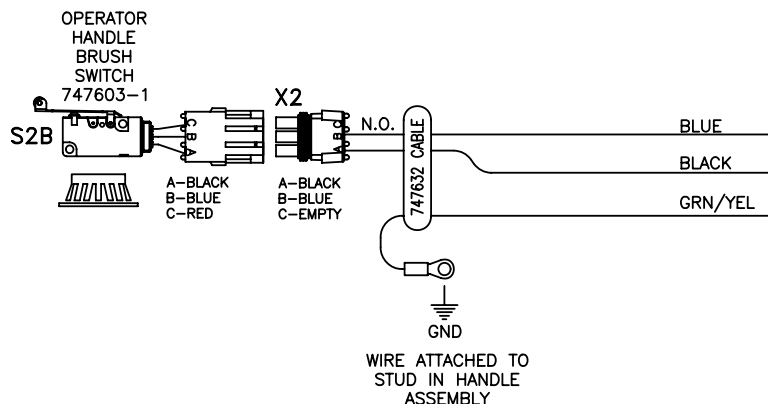 OPERATOR
HANDLE
BRUSH
SWITCH
747603-1
S2B
C
B
A
A-BLACK
B-BLUE
C-RED
X2
C
B
A
A-BLACK
B-BLUE
C-EMPTY
N.O.
747632 CABLE
BLUE
BLACK
GRN/YEL
GND
WIRE ATTACHED TO
STUD IN HANDLE
ASSEMBLY